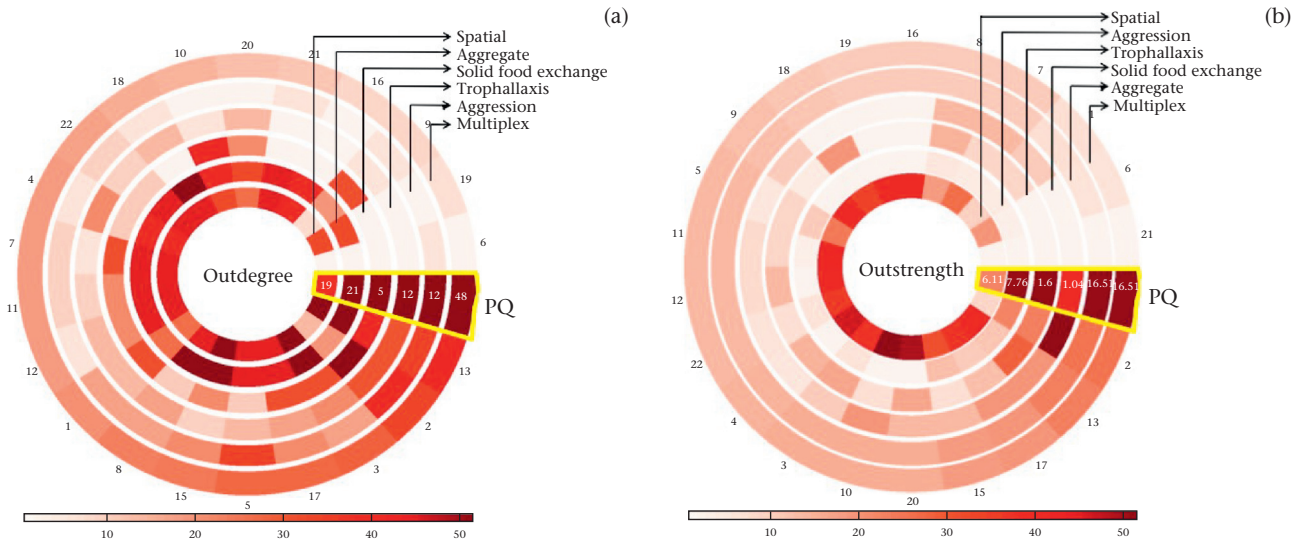 (a)
Spatial
Aggregate
Solid food exchange
Trophallaxis
Aggression
Multiplex
20
21
16
9
19
6
10
18
22
4
7
11
12
1
8
15
5
17
3
2
13
Outdegree
19 21 5 12 12 48
PQ
10 20 30 40 50
(b)
Spatial
Aggression
Trophallaxis
Solid food exchange
Aggregate
Multiplex
16
8
7
1
6
21
19
18
9
5
11
12
22
4
3
10
20
15
17
13
2
Outstrength
6.11 7.76 1.6 1.04 16.51 16.51
PQ
10 20 30 40 50